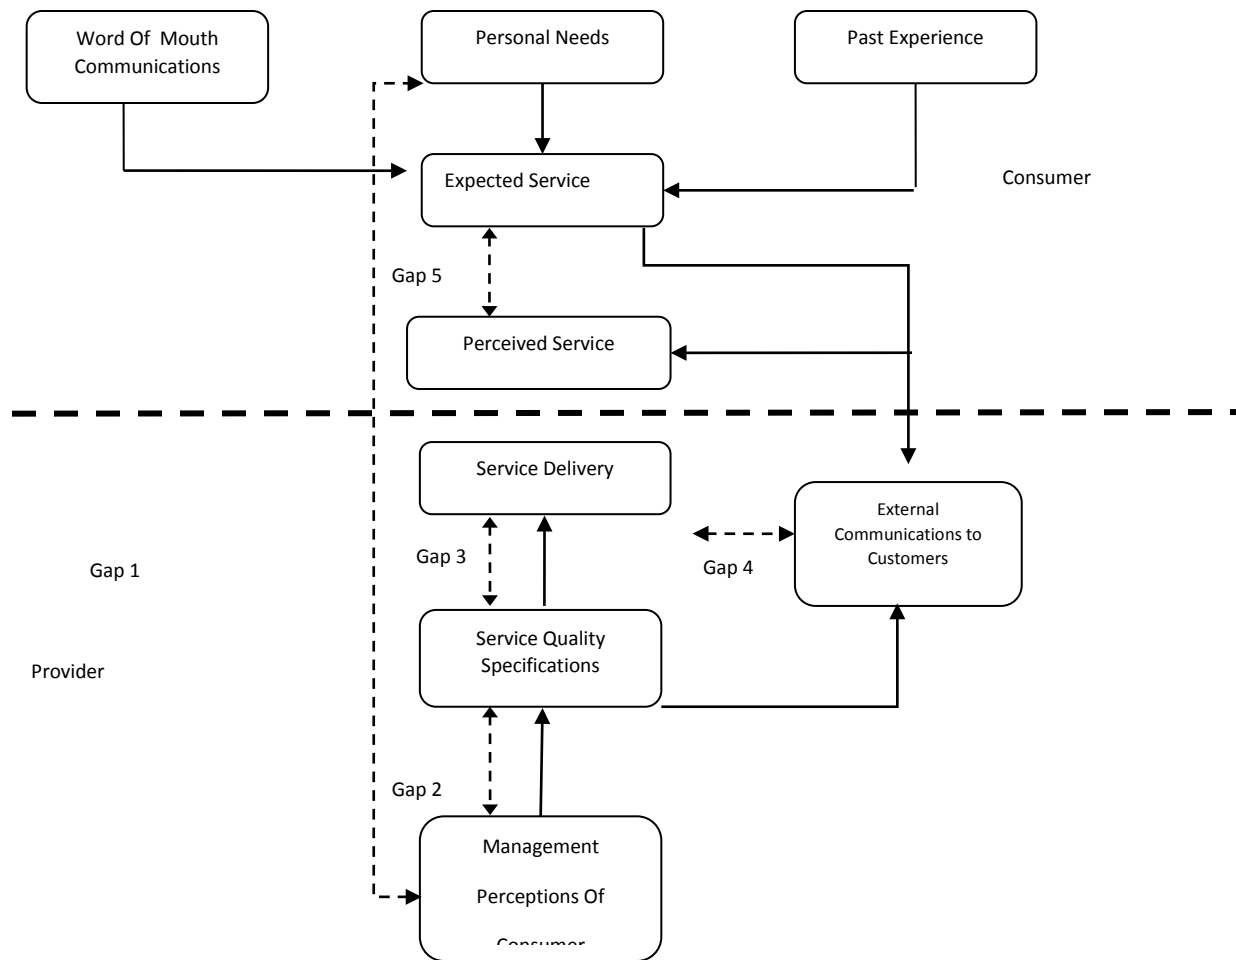 Word Of Mouth
Communications
Personal Needs
Past Experience
Expected Service
Consumer
Gap 5
Perceived Service
Service Delivery
External
Communications to
Customers
Gap 3
Gap 4
Gap 1
Service Quality
Specifications
Provider
Gap 2
Management
Perceptions Of
Consumer